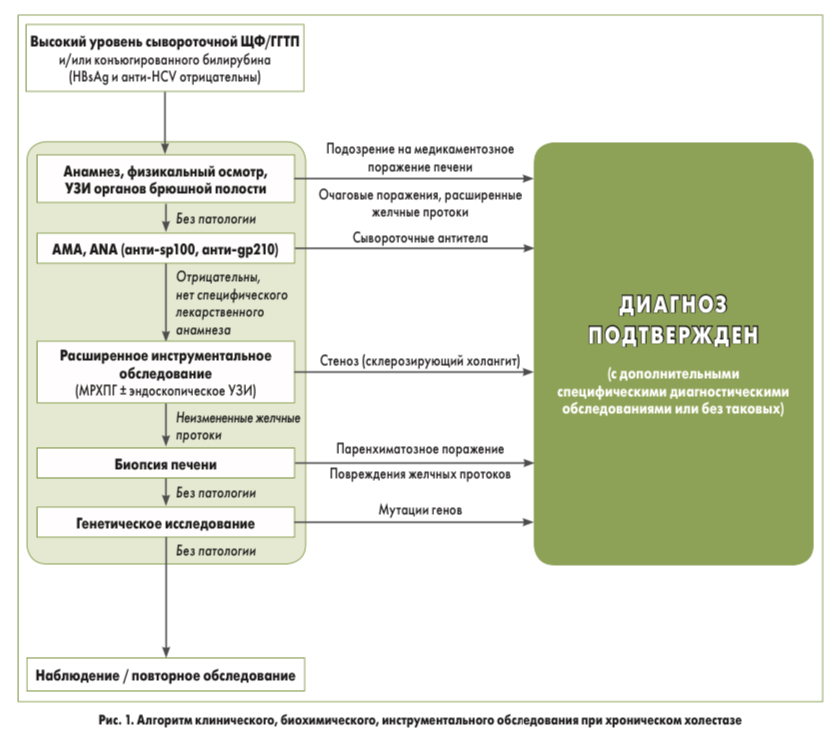 Высокий уровень сывороточной ЩФ/ГГТП
и/или конъюгированного билирубина
(HBsAg и анти-HCV отрицательны)
Анамнез, физикальный осмотр,
УЗИ органов брюшной полости
Подозрение на медикаментозное
поражение печени
Очаговые поражения, расширенные
желчные протоки
Без патологии
АМА, ANA (анти-sp100, анти-gp210)
Сывороточные антитела
Отрицательны,
нет специфического
лекарственного
анамнеза
Расширенное инструментальное
обследование
(МРХПГ ± эндоскопическое УЗИ)
Стеноз (склерозирующий холангит)
Неизмененные желчные
протоки
Биопсия печени
Паренхиматозное поражение
Повреждения желчных протоков
Без патологии
Генетическое исследование
Мутации генов
Без патологии
Наблюдение / повторное обследование
ДИАГНОЗ
ПОДТВЕРЖДЕН
(с дополнительными
специфическими диагностическими
обследованиями или без таковых)
Рис. 1. Алгоритм клинического, биохимического, инструментального обследования при хроническом холестазе